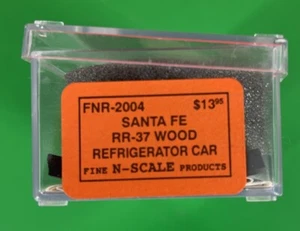 FNR-2004 $13.95
SANTA FE
RR-37 WOOD
REFRIGERATOR CAR
FINE N-SCALE PRODUCTS